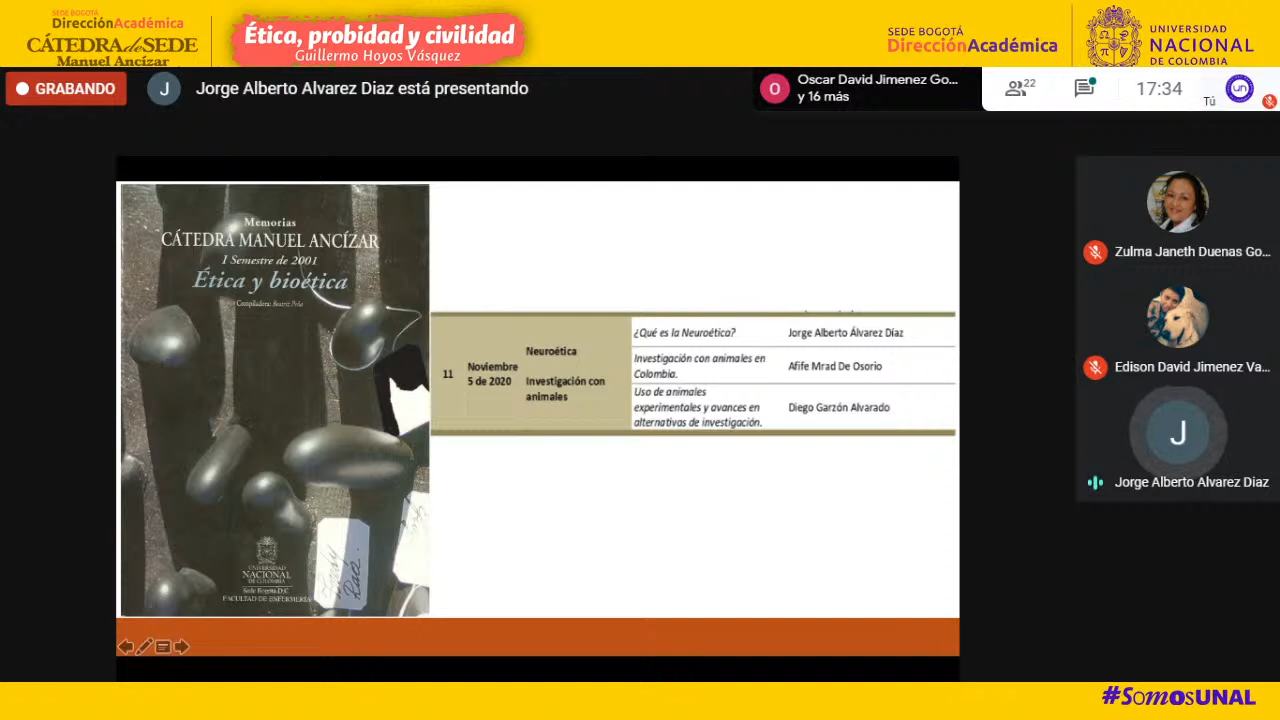 SEDE BOGOTÁ
DirecciónAcadémica
CÁTEDRAdeSEDE
Manuel Ancízar
Ética, probidad y civilidad
Guillermo Hoyos Vásquez
SEDE BOGOTÁ
DirecciónAcadémica
UNIVERSIDAD
NACIONAL
DE COLOMBIA
GRABANDO
J
Jorge Alberto Alvarez Diaz está presentando
O
Oscar David Jimenez Go...
y 16 más
22
17:34
Tú
un
Memorias
CÁTEDRA MANUEL ANCÍZAR
I Semestre de 2001
Ética y bioética
Compiladora: Beatriz Peña
UNIVERSIDAD
NACIONAL
DE COLOMBIA
Sede Bogotá D.C
FACULTAD DE ENFERMERÍA
11
Noviembre
5 de 2020
Neuroética
Investigación con
animales
¿Qué es la Neuroética?
Jorge Alberto Álvarez Díaz
Investigación con animales en
Colombia.
Afife Mrad De Osorio
Uso de animales
experimentales y avances en
alternativas de investigación.
Diego Garzón Alvarado
Zulma Janeth Duenas Go...
Edison David Jimenez Va...
J
Jorge Alberto Alvarez Diaz
#SomosUNAL